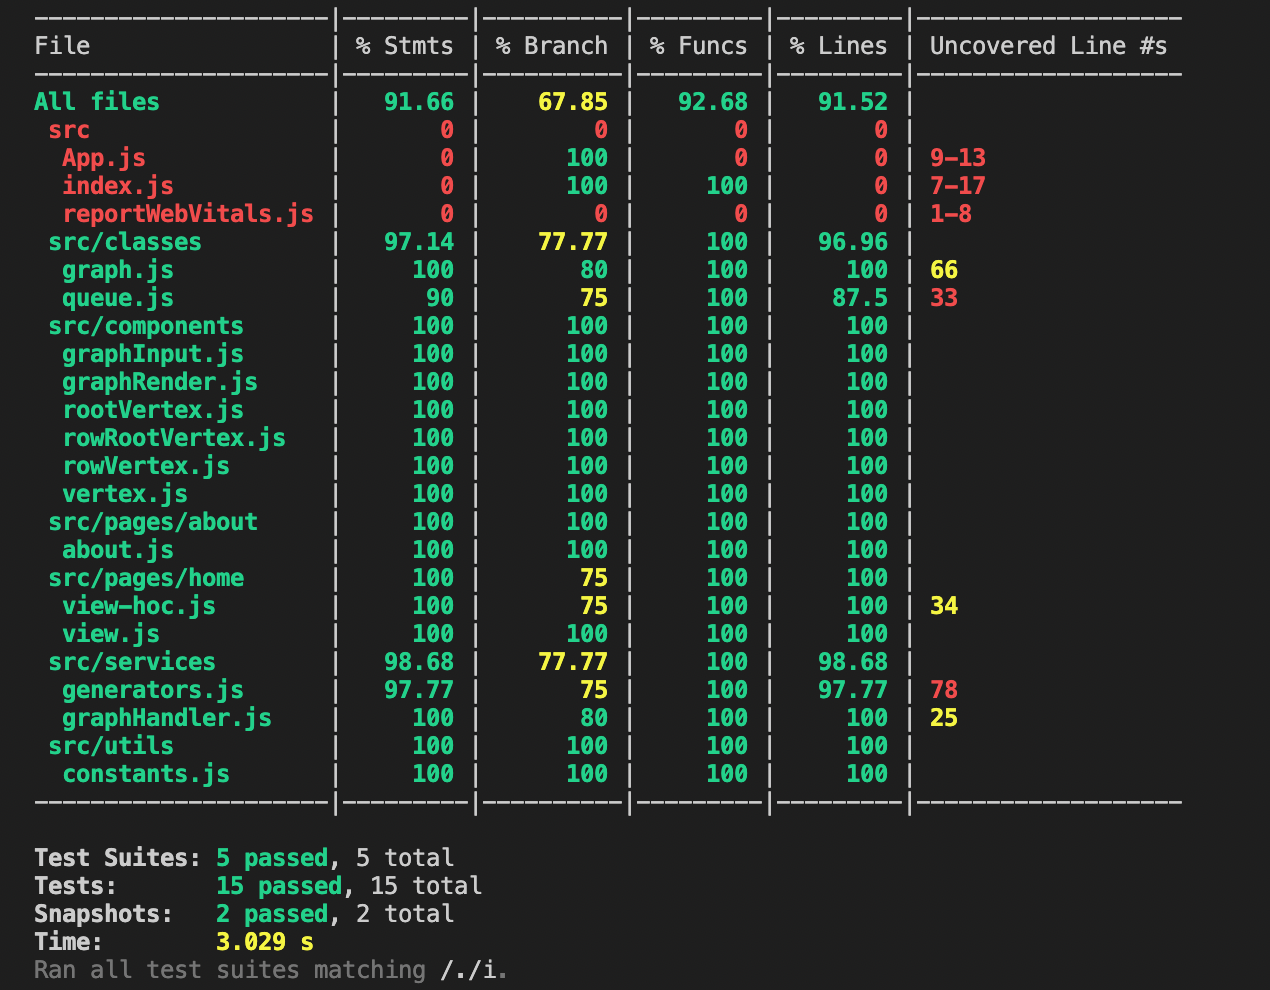 File | % Stmts | % Branch | % Funcs | % Lines | Uncovered Line #s
All files | 91.66 | 67.85 | 92.68 | 91.52 |
src | 0 | 0 | 0 | 0 |
App.js | 0 | 100 | 0 | 0 | 9-13
index.js | 0 | 100 | 100 | 0 | 7-17
reportWebVitals.js | 0 | 0 | 0 | 0 | 1-8
src/classes | 97.14 | 77.77 | 100 | 96.96 |
graph.js | 100 | 80 | 100 | 100 | 66
queue.js | 90 | 75 | 100 | 87.5 | 33
src/components | 100 | 100 | 100 | 100 |
graphInput.js | 100 | 100 | 100 | 100 |
graphRender.js | 100 | 100 | 100 | 100 |
rootVertex.js | 100 | 100 | 100 | 100 |
rowRootVertex.js | 100 | 100 | 100 | 100 |
rowVertex.js | 100 | 100 | 100 | 100 |
vertex.js | 100 | 100 | 100 | 100 |
src/pages/about | 100 | 100 | 100 | 100 |
about.js | 100 | 100 | 100 | 100 |
src/pages/home | 100 | 75 | 100 | 100 |
view-hoc.js | 100 | 75 | 100 | 100 | 34
view.js | 100 | 100 | 100 | 100 |
src/services | 98.68 | 77.77 | 100 | 98.68 |
generators.js | 97.77 | 75 | 100 | 97.77 | 78
graphHandler.js | 100 | 80 | 100 | 100 | 25
src/utils | 100 | 100 | 100 | 100 |
constants.js | 100 | 100 | 100 | 100 |
Test Suites: 5 passed, 5 total
Tests: 15 passed, 15 total
Snapshots: 2 passed, 2 total
Time: 3.029 s
Ran all test suites matching /./i.